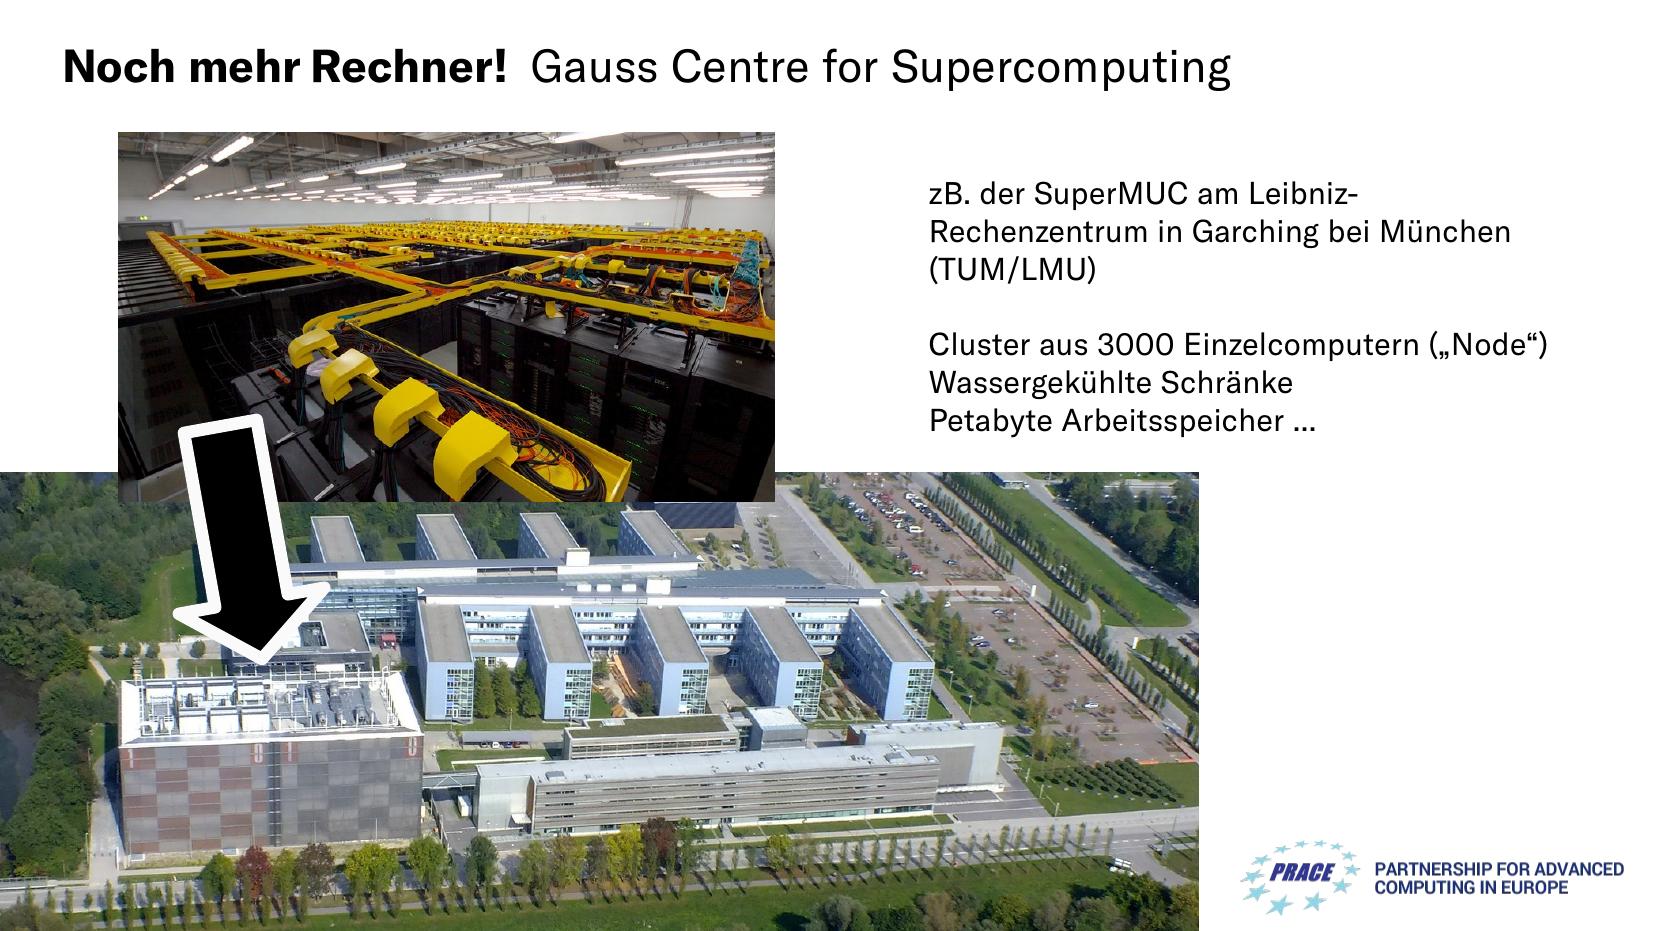 Noch mehr Rechner! Gauss Centre for Supercomputing
zB. der SuperMUC am Leibniz-
Rechenzentrum in Garching bei München
(TUM/LMU)
Cluster aus 3000 Einzelcomputern („Node“)
Wassergekühlte Schränke
Petabyte Arbeitsspeicher ...
PRACE
PARTNERSHIP FOR ADVANCED
COMPUTING IN EUROPE